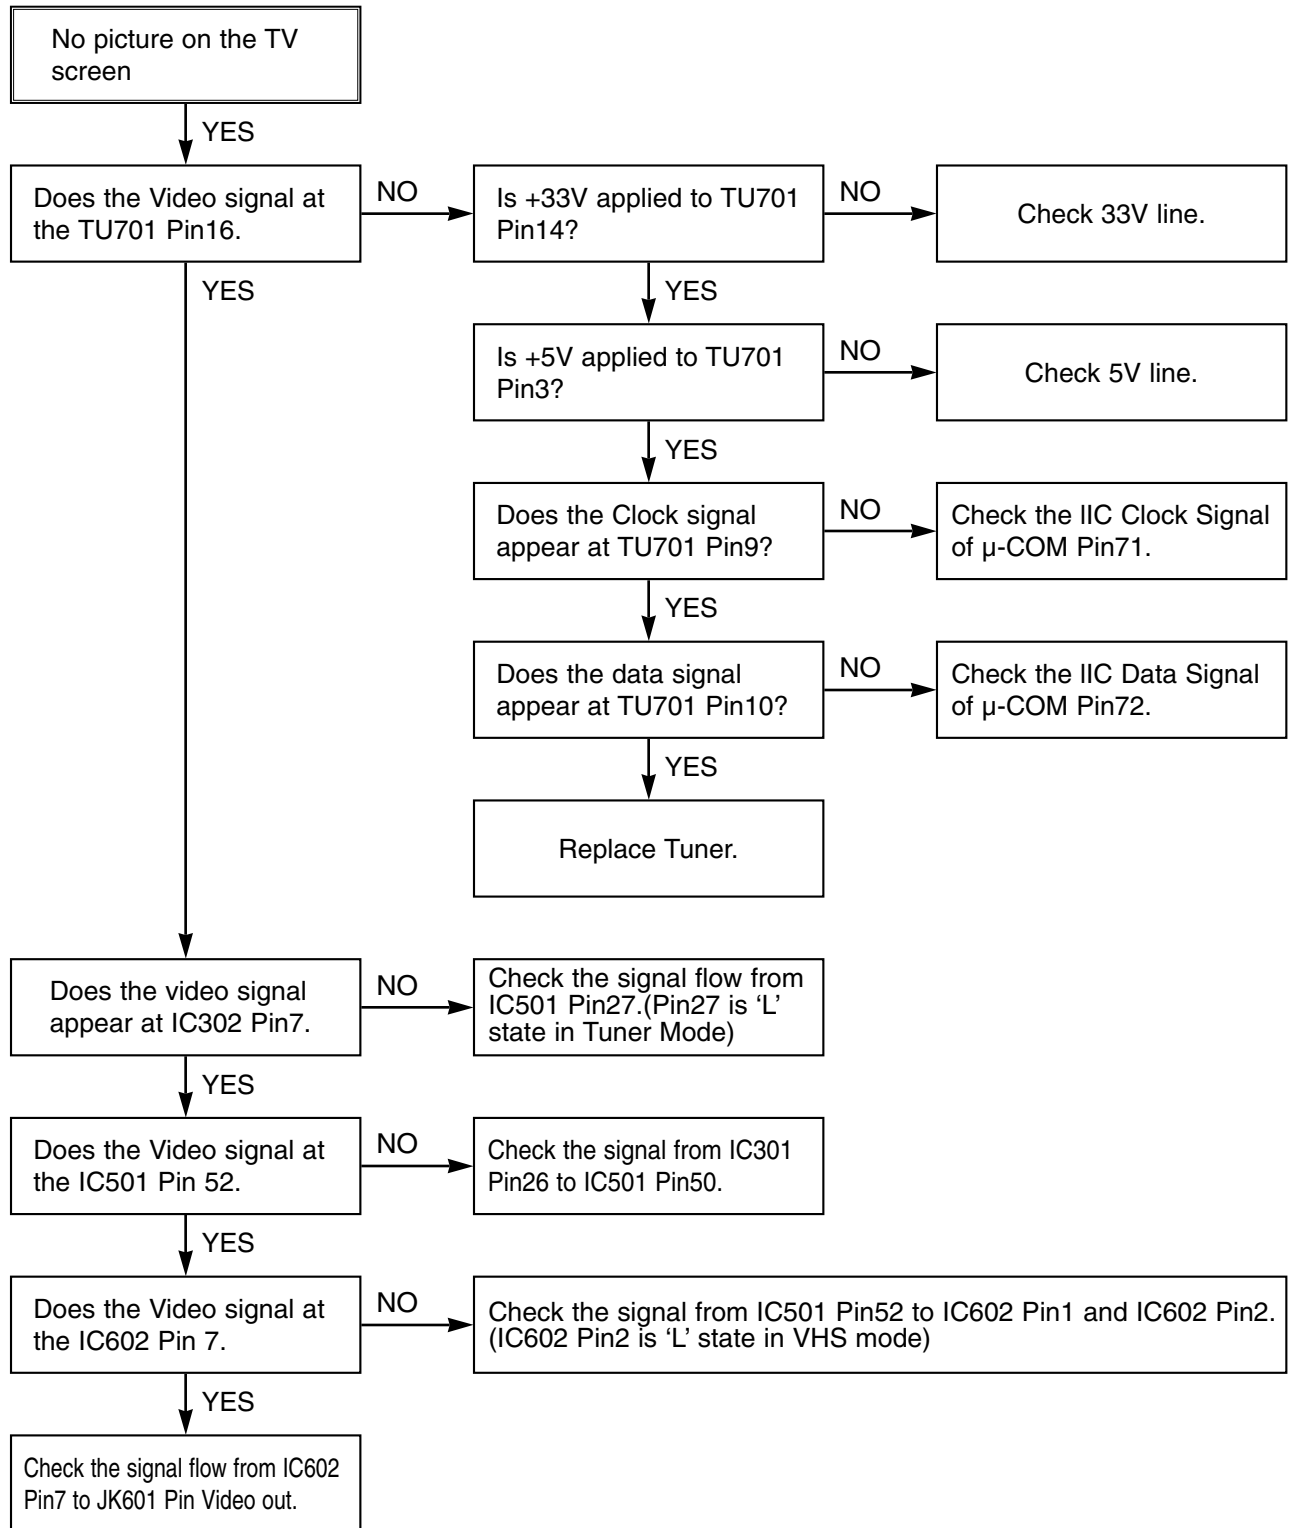 No picture on the TV
screen
YES
Does the Video signal at
the TU701 Pin16.
NO
Is +33V applied to TU701
Pin14?
NO
Check 33V line.
YES
YES
Is +5V applied to TU701
Pin3?
NO
Check 5V line.
YES
Does the Clock signal
appear at TU701 Pin9?
NO
Check the IIC Clock Signal
of µ-COM Pin71.
YES
Does the data signal
appear at TU701 Pin10?
NO
Check the IIC Data Signal
of µ-COM Pin72.
YES
Replace Tuner.
Does the video signal
appear at IC302 Pin7.
NO
Check the signal flow from
IC501 Pin27.(Pin27 is ‘L’
state in Tuner Mode)
YES
Does the Video signal at
the IC501 Pin 52.
NO
Check the signal from IC301
Pin26 to IC501 Pin50.
YES
Does the Video signal at
the IC602 Pin 7.
NO
Check the signal from IC501 Pin52 to IC602 Pin1 and IC602 Pin2.
(IC602 Pin2 is ‘L’ state in VHS mode)
YES
Check the signal flow from IC602
Pin7 to JK601 Pin Video out.